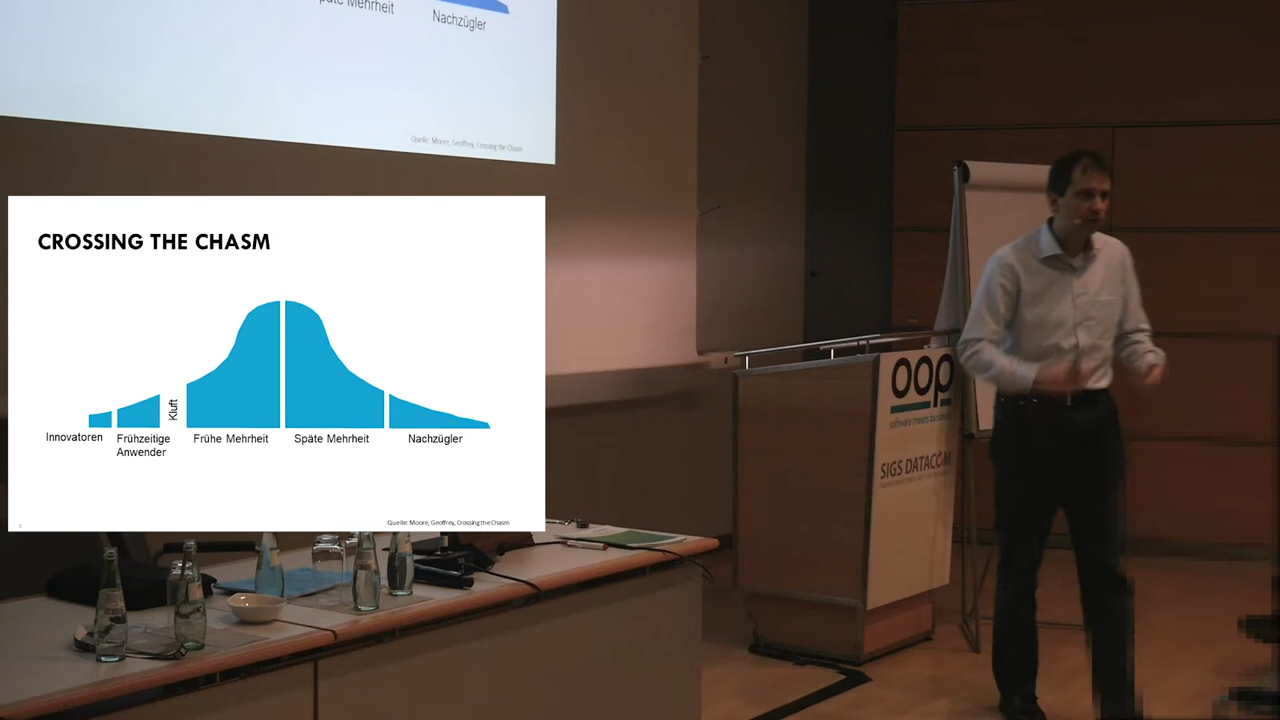 Späte Mehrheit
Nachzügler
Quelle: Moore, Geoffrey, Crossing the Chasm
CROSSING THE CHASM
Kluft
Innovatoren
Frühzeitige
Anwender
Frühe Mehrheit
Späte Mehrheit
Nachzügler
Quelle: Moore, Geoffrey, Crossing the Chasm
oop
software meets business
SIGS DATACOM